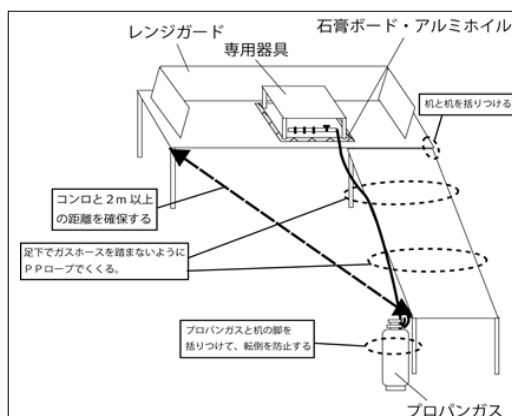 レンジガード
石膏ボード・アルミホイル
専用器具
机と机を括りつける
コンロと2m以上
の距離を確保する
足下でガスホースを踏まないように
PPロープでくくる。
プロパンガスと机の脚を
括りつけて、転倒を防止する
プロパンガス